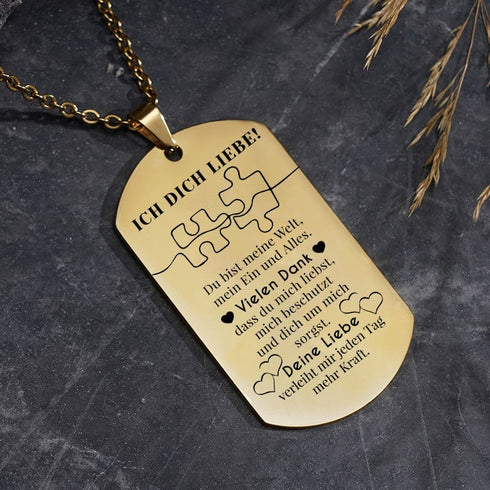 ICH DICH LIEBE!
Du bist meine Welt,
mein Ein und Alles.
Vielen Dank
dass du mich liebst,
mich beschutzt
und dich um mich
sorgst.
Deine Liebe
verleiht mir jeden Tag
mehr Kraft.